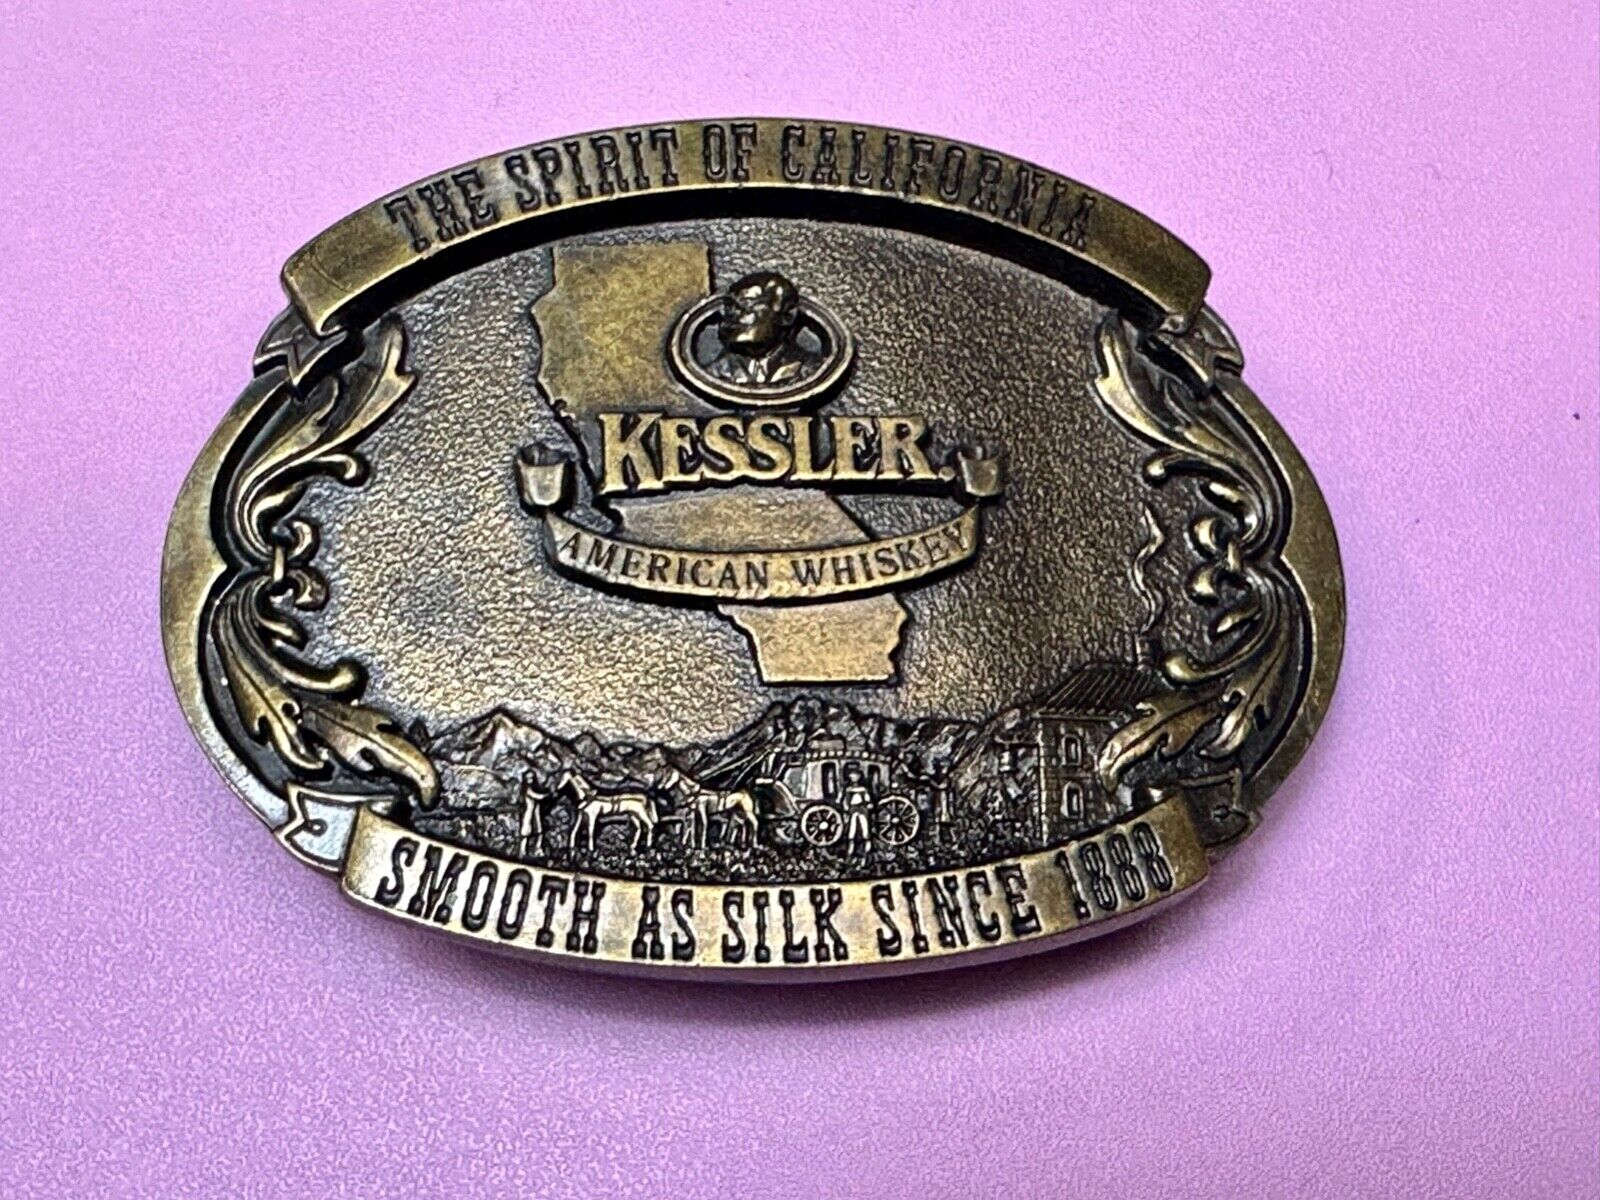 THE SPIRIT OF CALIFORNIA
KESSLER.
AMERICAN WHISKEY
SMOOTH AS SILK SINCE 1888